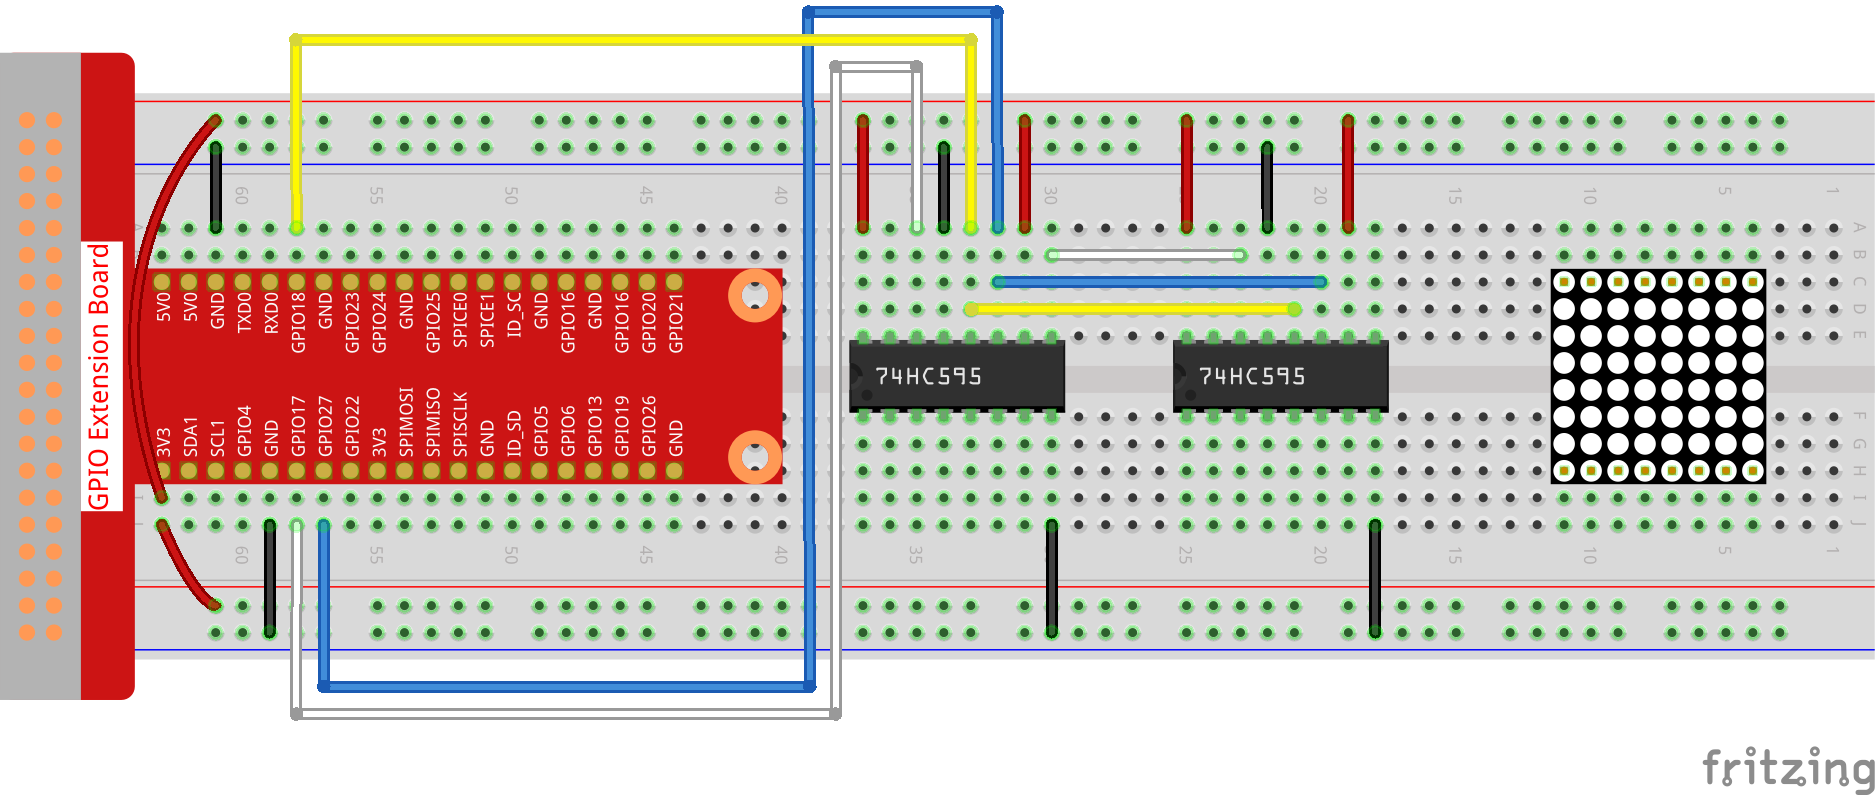 GPIO Extension Board
60 55 50 45 40 30 20 15 10 5 1
A
B
C
D
E
5V0 5V0 GND TXD0 RXD0 GPIO18 GND GPIO23 GPIO24 GND GPIO25 SPICE0 SPICE1 ID_SC GND GPIO16 GND GPIO16 GPIO20 GPIO21
74HC595 74HC595
3V3 SDA1 SCL1 GPIO4 GND GPIO17 GPIO27 GPIO22 3V3 SPIMOSI SPIMISO SPISCLK GND ID_SD GPIO5 GPIO6 GPIO13 GPIO19 GPIO26 GND
F
G
H
I
J
60 55 50 45 40 35 25 20 15 10 5 1
fritzing